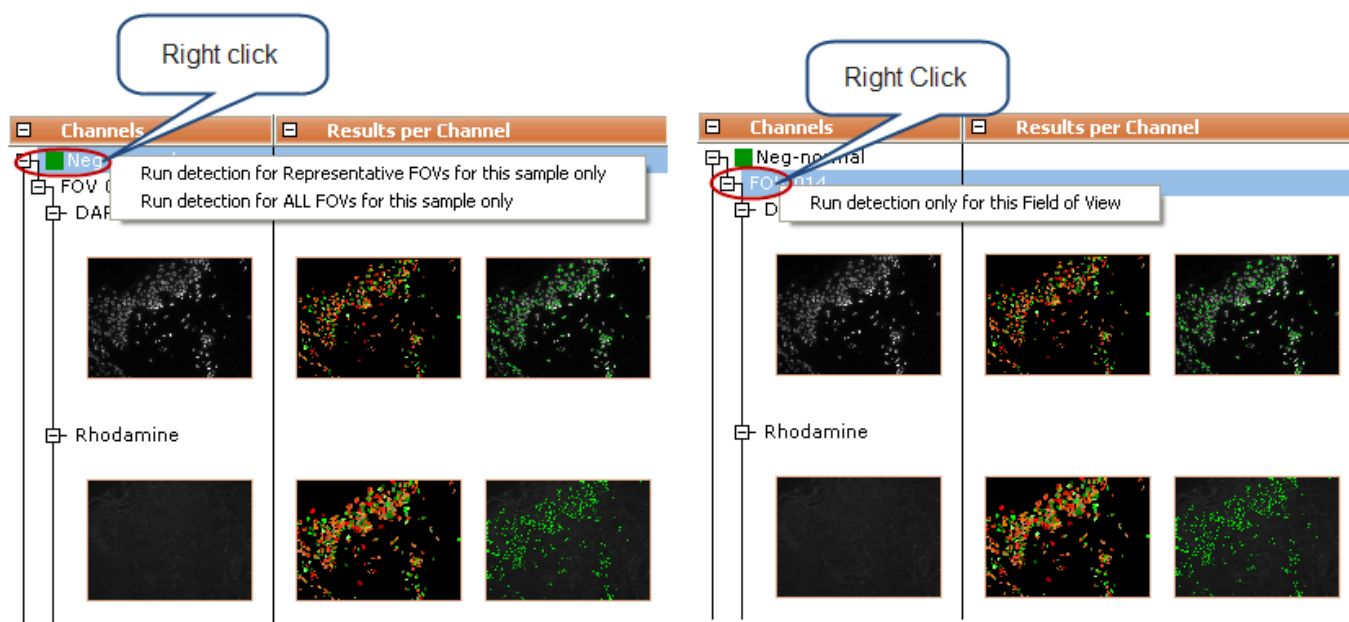 Right click
Channels
Results per Channel
Neg
Run detection for Representative FOVs for this sample only
Run detection for ALL FOVs for this sample only
FOV
Rhodamine
Right Click
Channels
Results per Channel
Neg-normal
Run detection only for this Field of View
Rhodamine